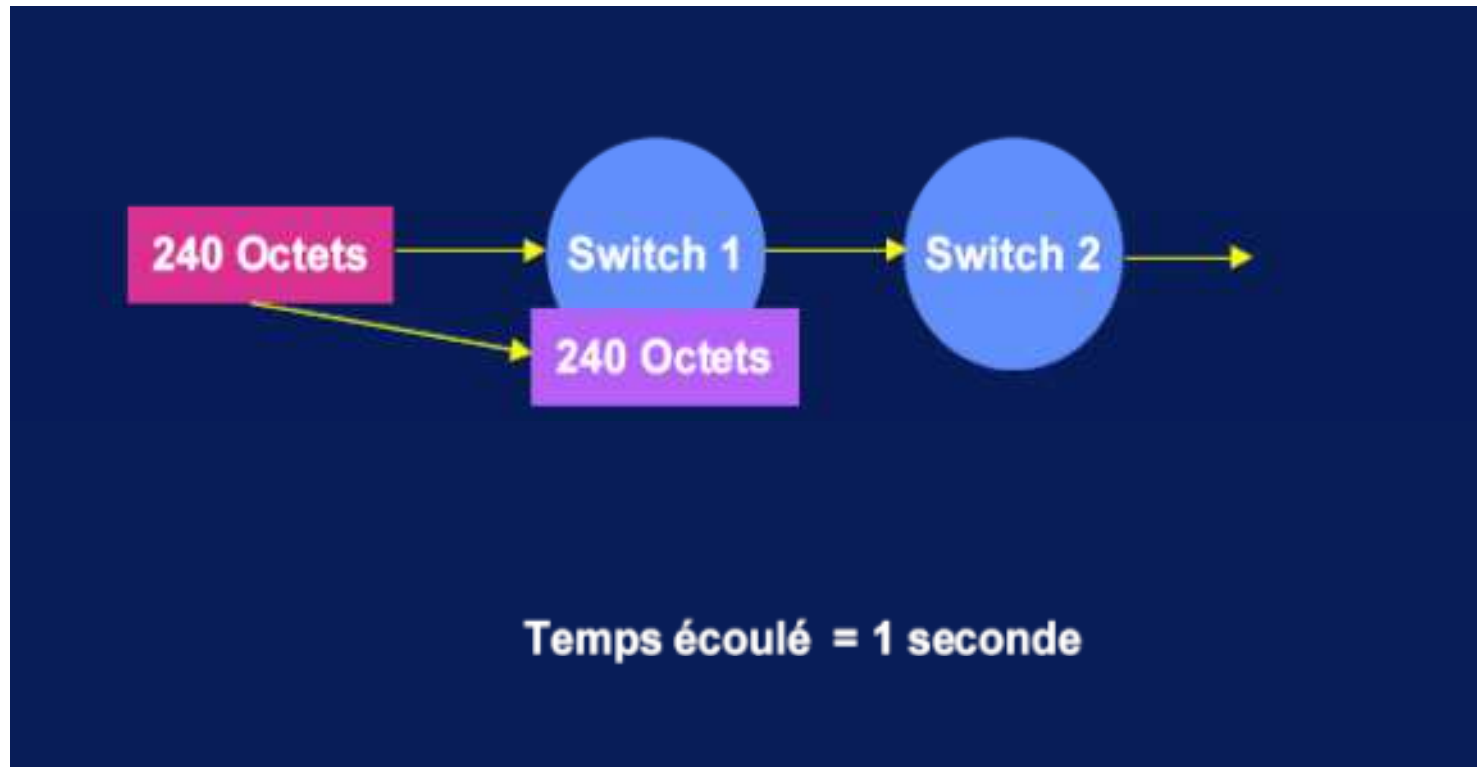 240 Octets
Switch 1
Switch 2
240 Octets
Temps écoulé = 1 seconde